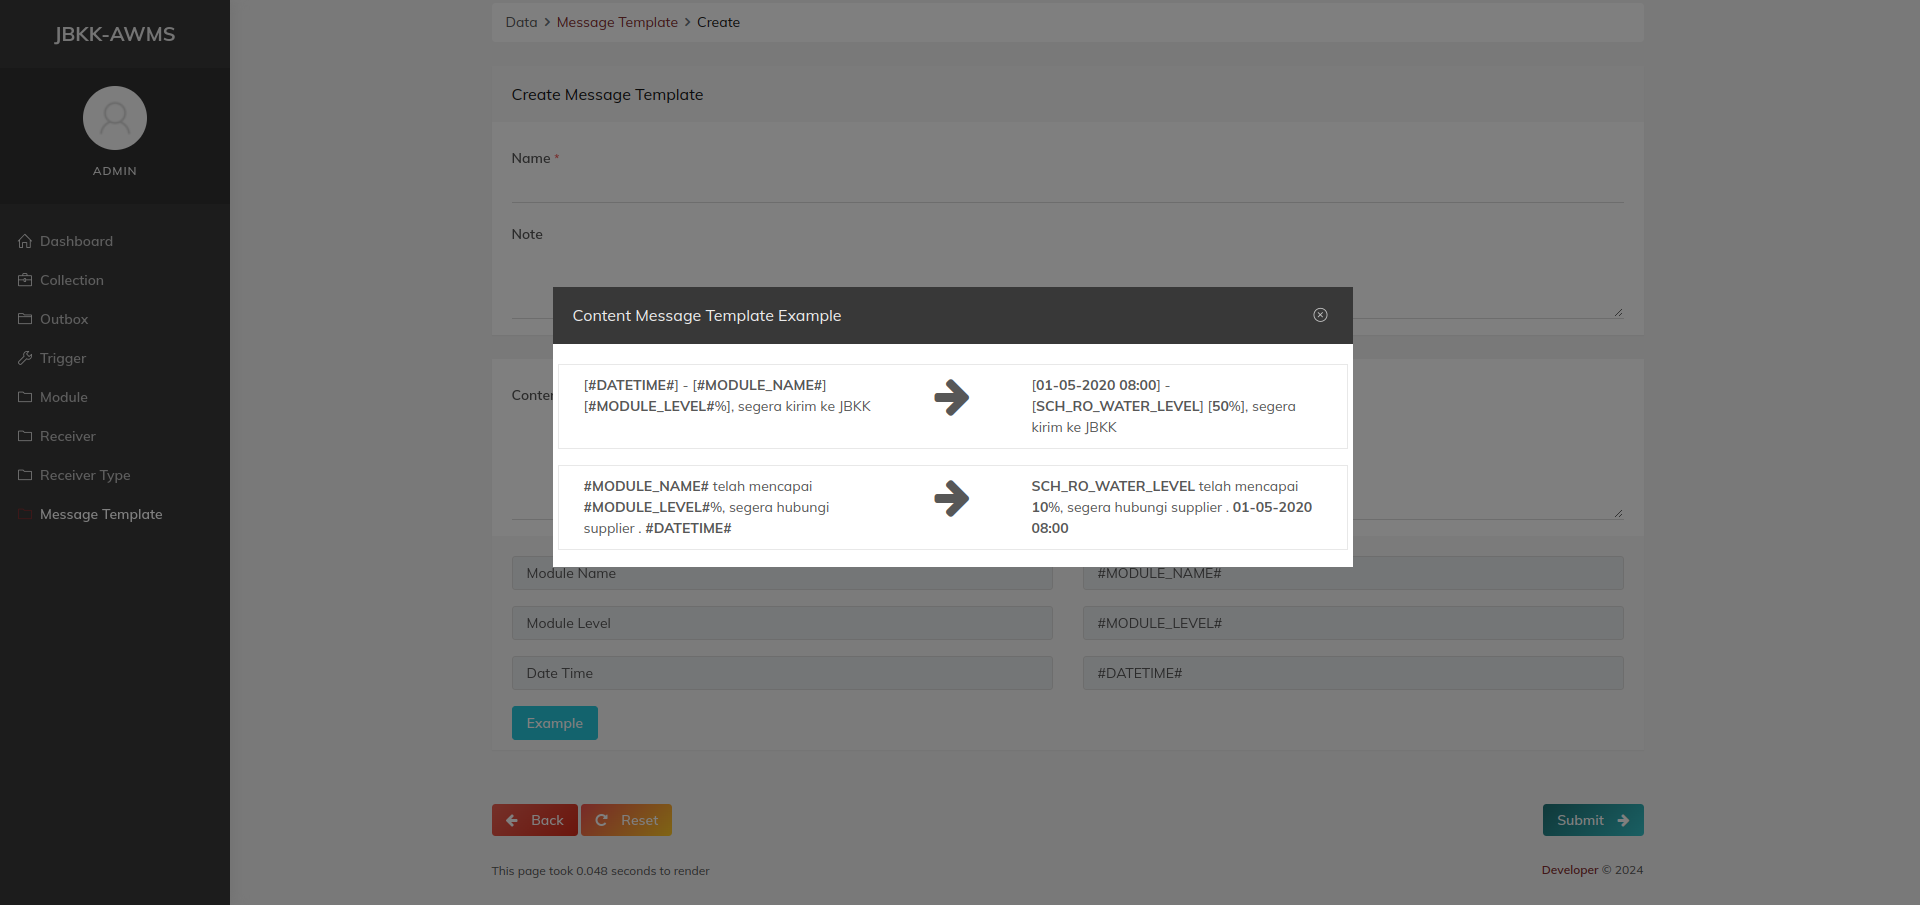 JBKK-AWMS
ADMIN
Dashboard
Collection
Outbox
Trigger
Module
Receiver
Receiver Type
Message Template
Data > Message Template > Create
Create Message Template
Name *
Note
Content Message Template Example
[#DATETIME#] - [#MODULE_NAME#]
[#MODULE_LEVEL#%], segera kirim ke JBKK
[01-05-2020 08:00] -
[SCH_RO_WATER_LEVEL] [50%], segera
kirim ke JBKK
#MODULE_NAME# telah mencapai
#MODULE_LEVEL#%, segera hubungi
supplier . #DATETIME#
SCH_RO_WATER_LEVEL telah mencapai
10%, segera hubungi supplier . 01-05-2020
08:00
Module Name
#MODULE_NAME#
Module Level
#MODULE_LEVEL#
Date Time
#DATETIME#
Example
Back
Reset
Submit
This page took 0.048 seconds to render
Developer © 2024